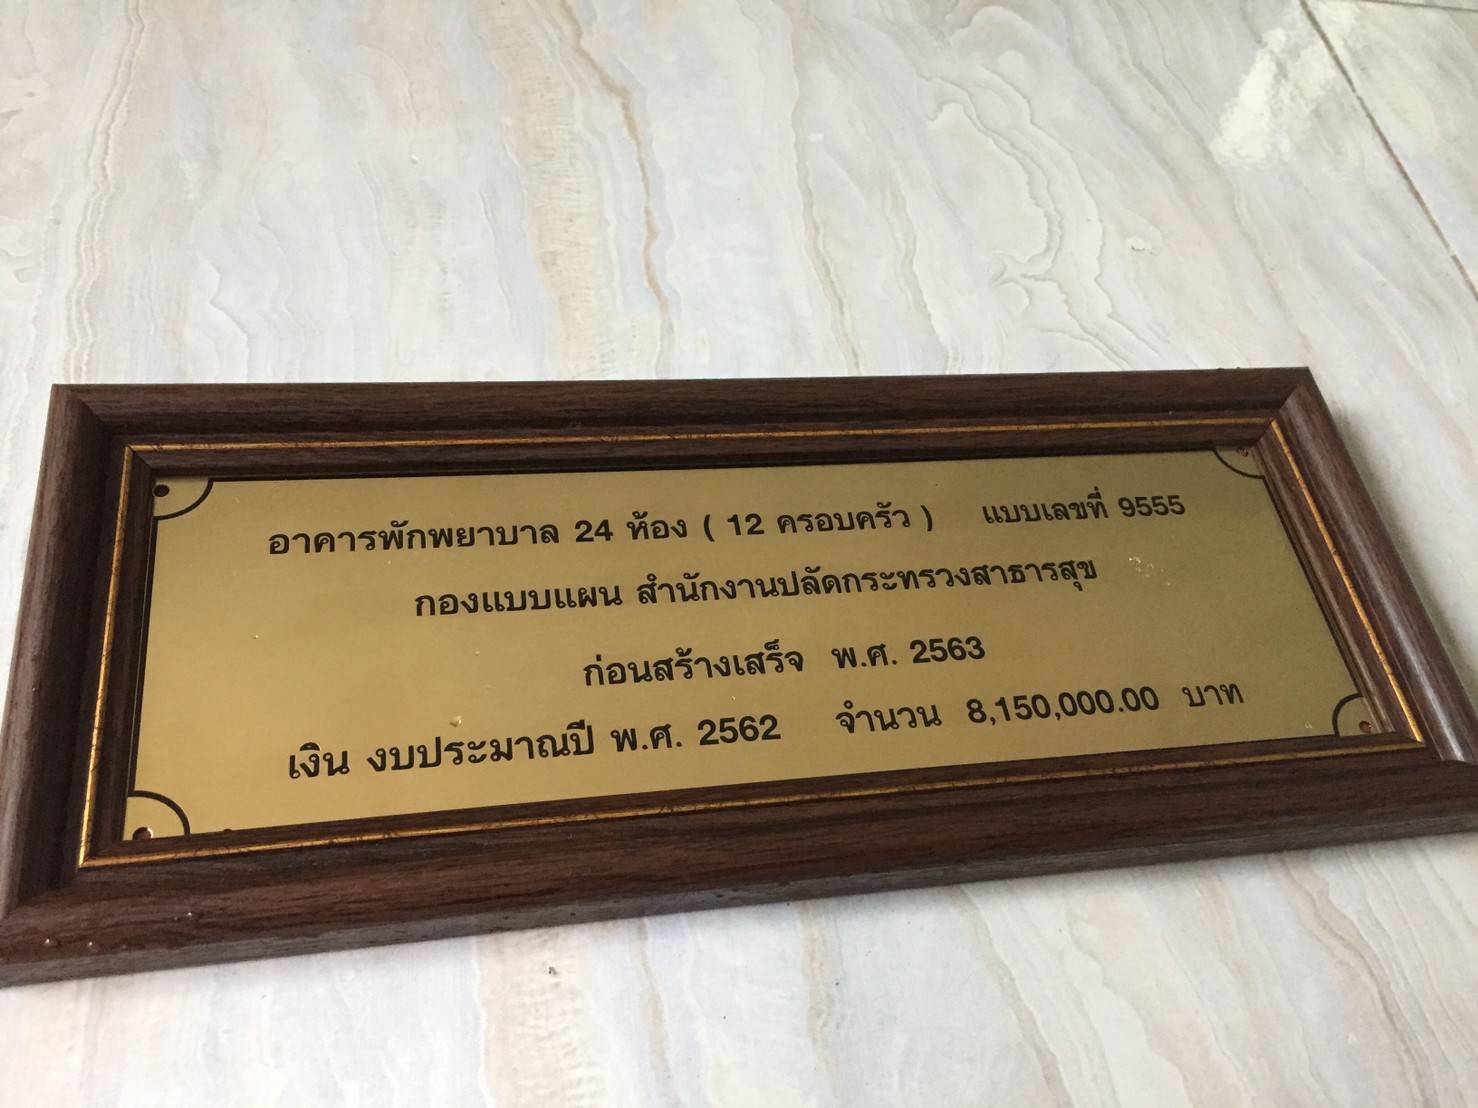 อาคารพักพยาบาล 24 ห้อง ( 12 ครอบครัว ) แบบเลขที่ 9555
กองแบบแผน สำนักงานปลัดกระทรวงสาธารสุข
ก่อนสร้างเสร็จ พ.ศ. 2563
เงิน งบประมาณปี พ.ศ. 2562 จำนวน 8,150,000.00 บาท